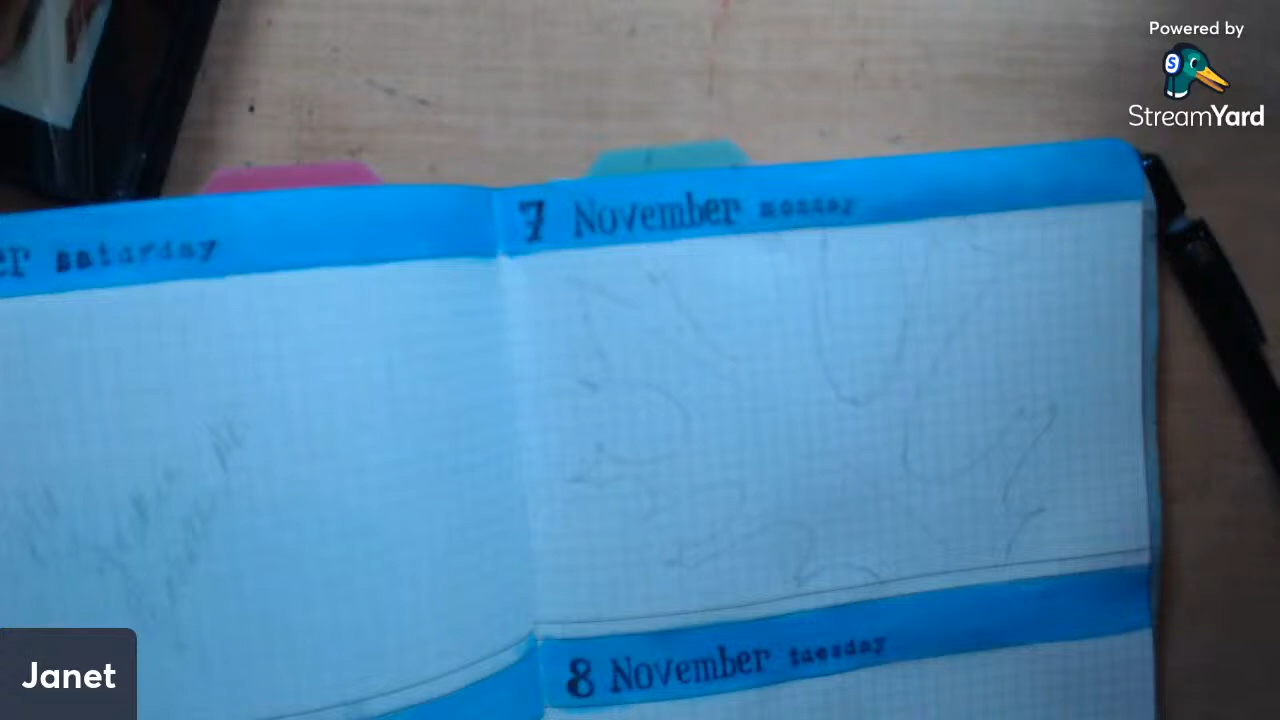 Powered by
StreamYard
saturday
7 November monday
8 November tuesday
Janet